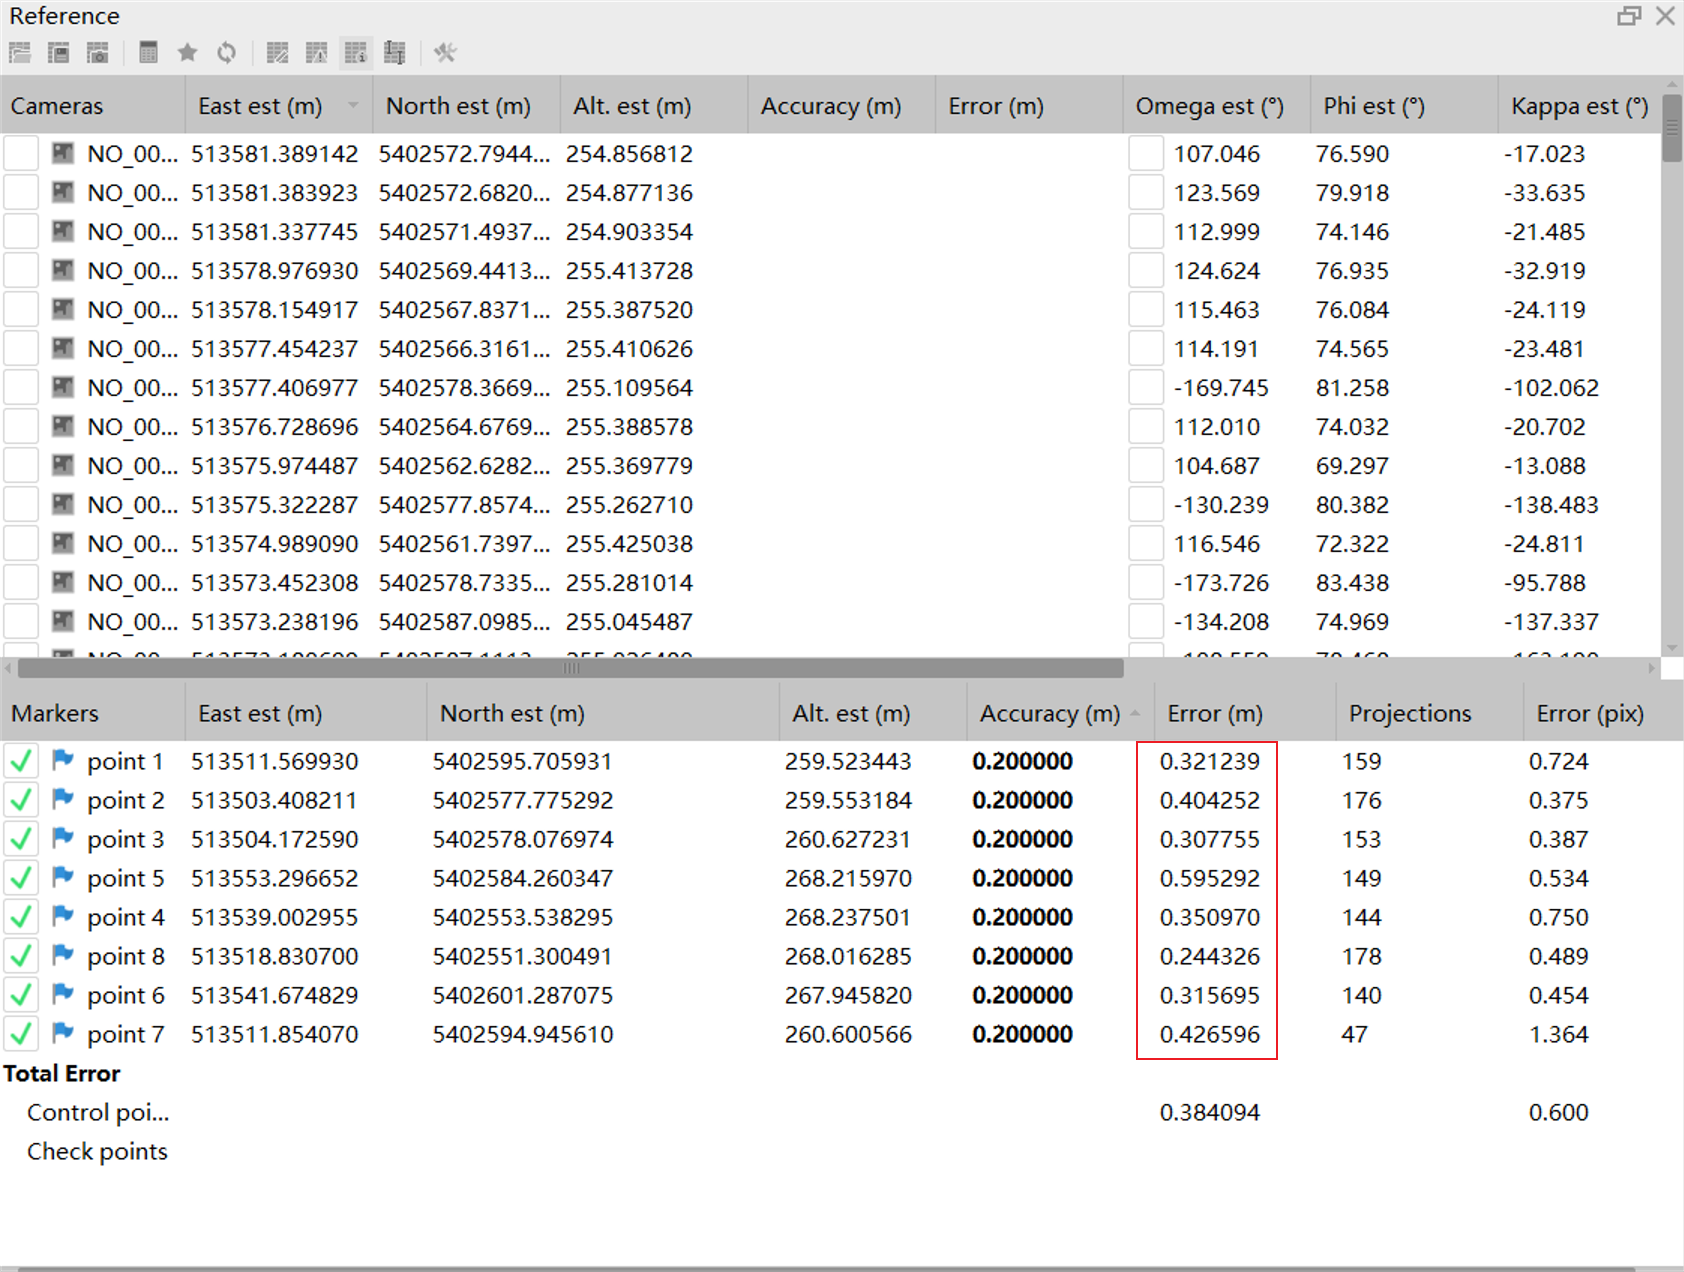 Reference
Cameras East est (m) North est (m) Alt. est (m) Accuracy (m) Error (m) Omega est (°) Phi est (°) Kappa est (°)
NO_00... 513581.389142 5402572.7944... 254.856812 107.046 76.590 -17.023
NO_00... 513581.383923 5402572.6820... 254.877136 123.569 79.918 -33.635
NO_00... 513581.337745 5402571.4937... 254.903354 112.999 74.146 -21.485
NO_00... 513578.976930 5402569.4413... 255.413728 124.624 76.935 -32.919
NO_00... 513578.154917 5402567.8371... 255.387520 115.463 76.084 -24.119
NO_00... 513577.454237 5402566.3161... 255.410626 114.191 74.565 -23.481
NO_00... 513577.406977 5402578.3669... 255.109564 -169.745 81.258 -102.062
NO_00... 513576.728696 5402564.6769... 255.388578 112.010 74.032 -20.702
NO_00... 513575.974487 5402562.6282... 255.369779 104.687 69.297 -13.088
NO_00... 513575.322287 5402577.8574... 255.262710 -130.239 80.382 -138.483
NO_00... 513574.989090 5402561.7397... 255.425038 116.546 72.322 -24.811
NO_00... 513573.452308 5402578.7335... 255.281014 -173.726 83.438 -95.788
NO_00... 513573.238196 5402587.0985... 255.045487 -134.208 74.969 -137.337
Markers East est (m) North est (m) Alt. est (m) Accuracy (m) Error (m) Projections Error (pix)
point 1 513511.569930 5402595.705931 259.523443 0.200000 0.321239 159 0.724
point 2 513503.408211 5402577.775292 259.553184 0.200000 0.404252 176 0.375
point 3 513504.172590 5402578.076974 260.627231 0.200000 0.307755 153 0.387
point 5 513553.296652 5402584.260347 268.215970 0.200000 0.595292 149 0.534
point 4 513539.002955 5402553.538295 268.237501 0.200000 0.350970 144 0.750
point 8 513518.830700 5402551.300491 268.016285 0.200000 0.244326 178 0.489
point 6 513541.674829 5402601.287075 267.945820 0.200000 0.315695 140 0.454
point 7 513511.854070 5402594.945610 260.600566 0.200000 0.426596 47 1.364
Total Error
Control poi... 0.384094 0.600
Check points